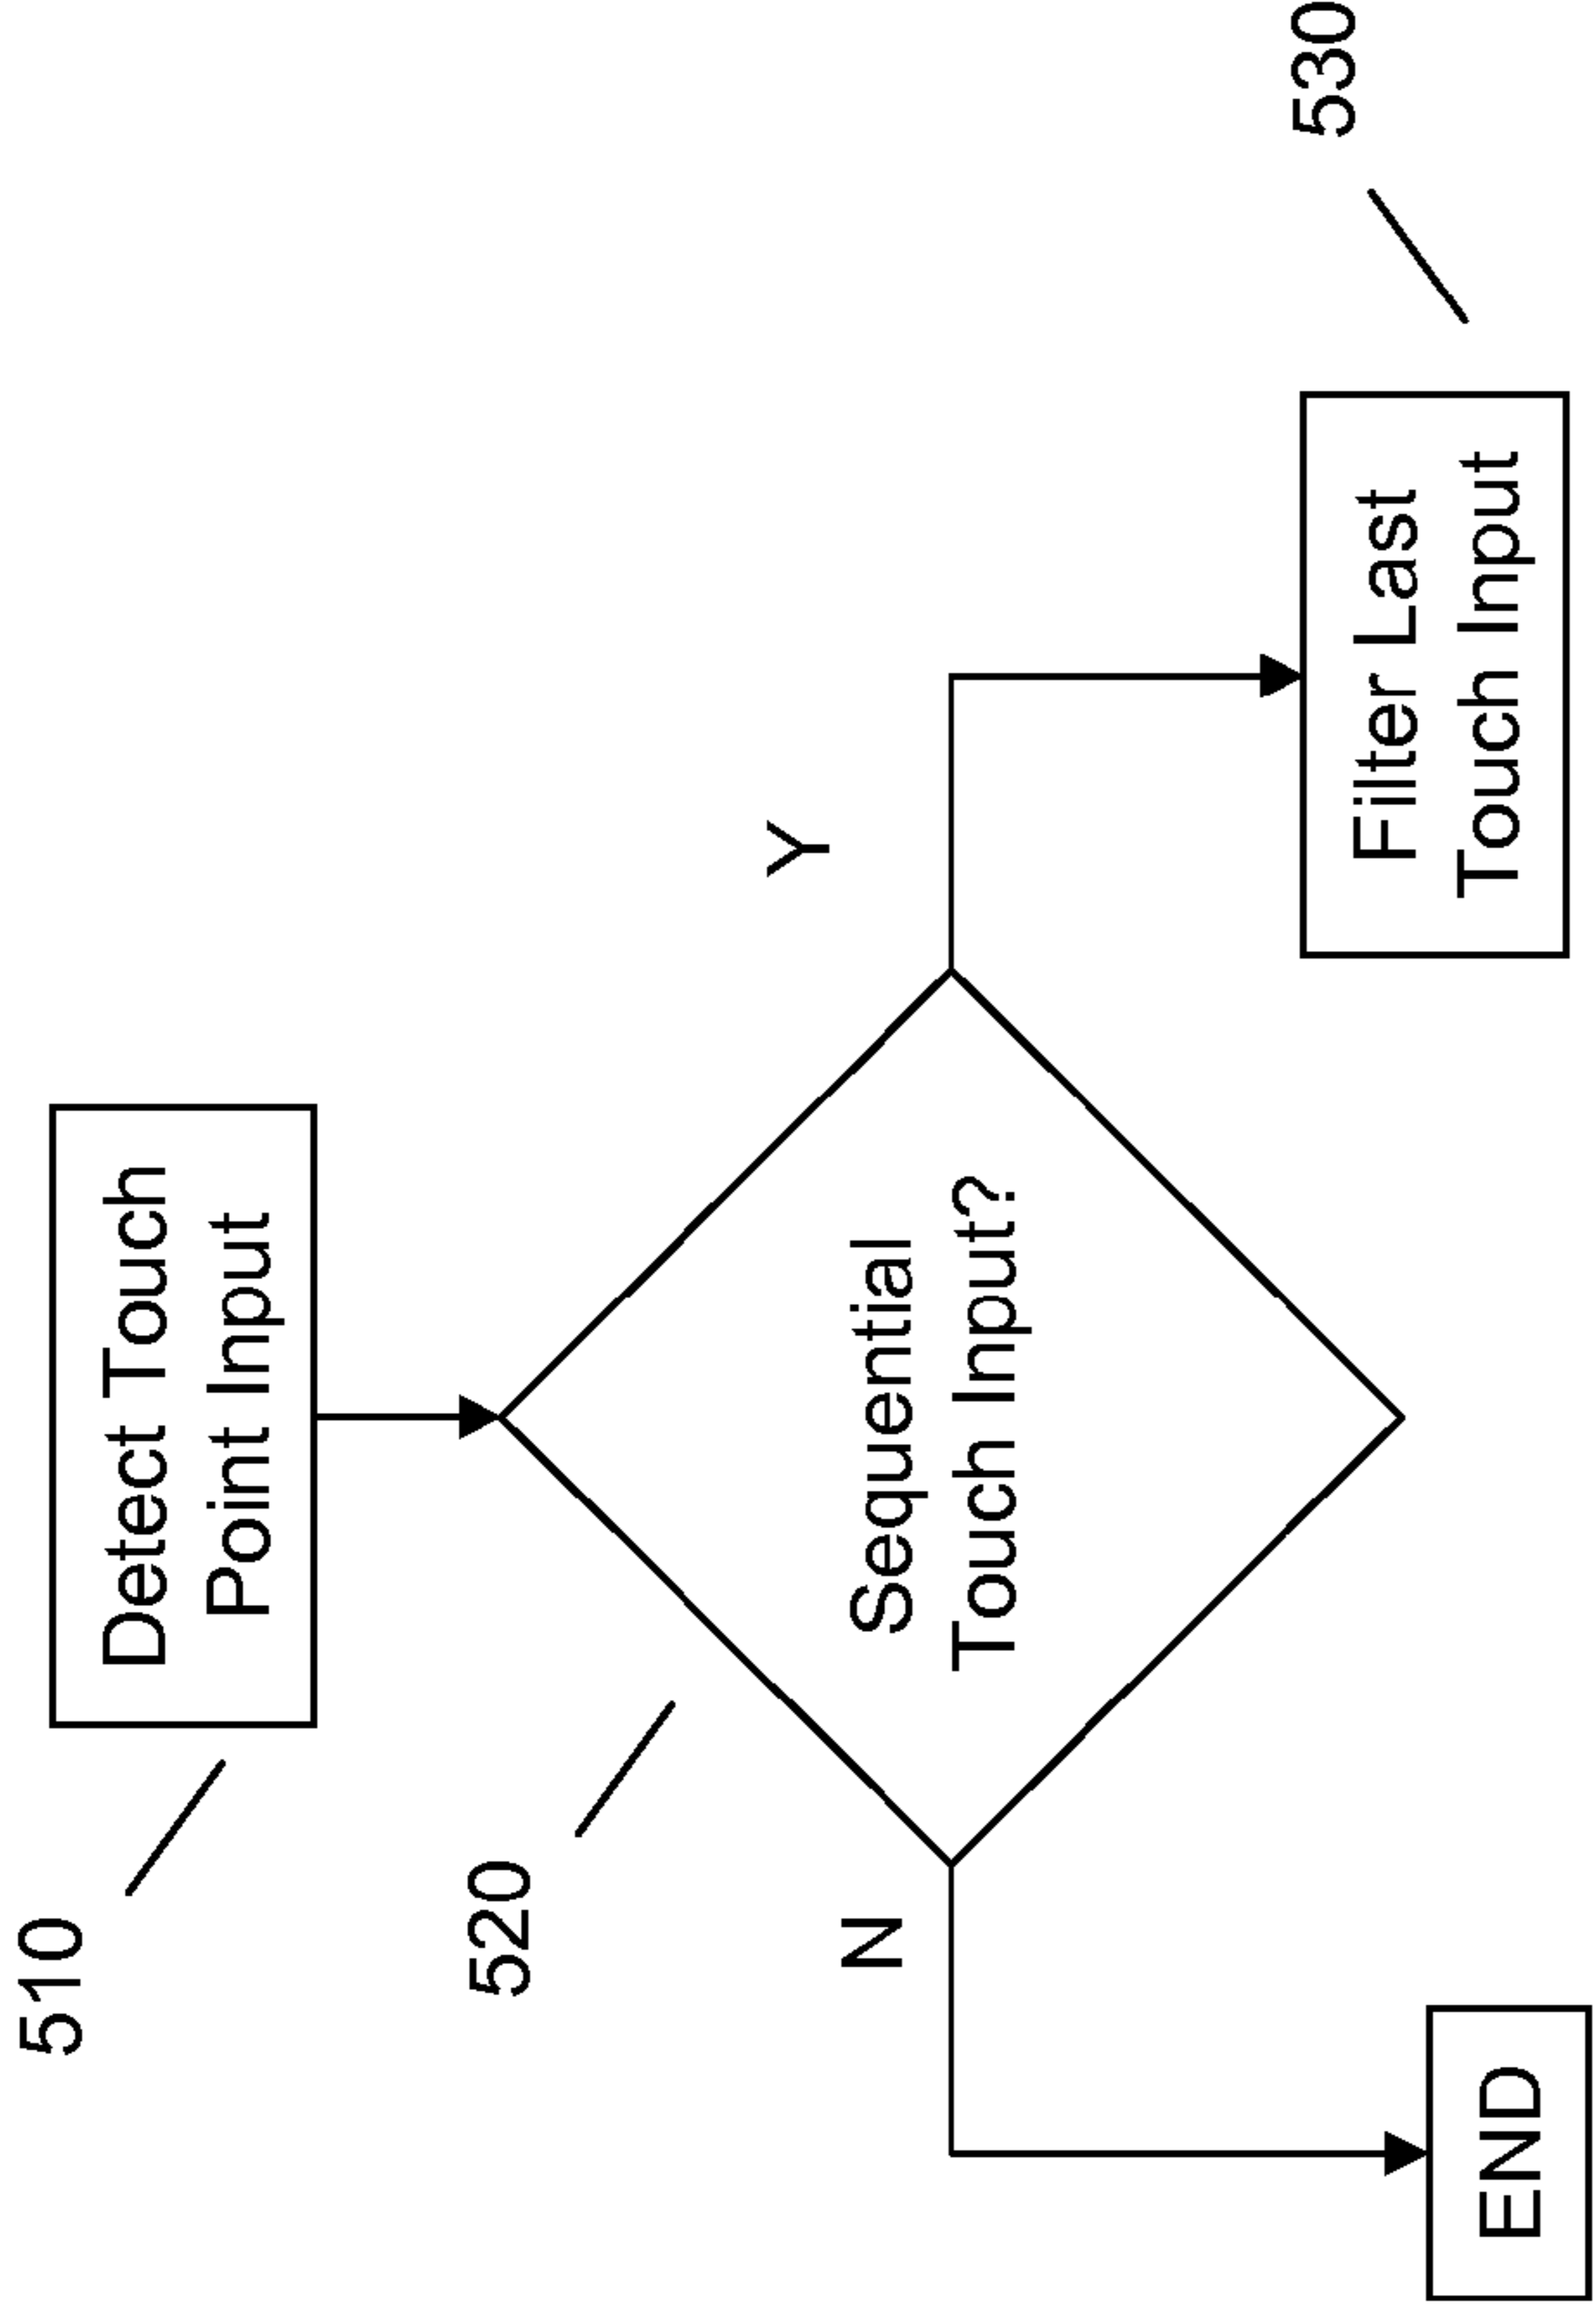 510
Detect Touch
Point Input
520
Sequential
Touch Input?
N
Y
END
Filter Last
Touch Input
530